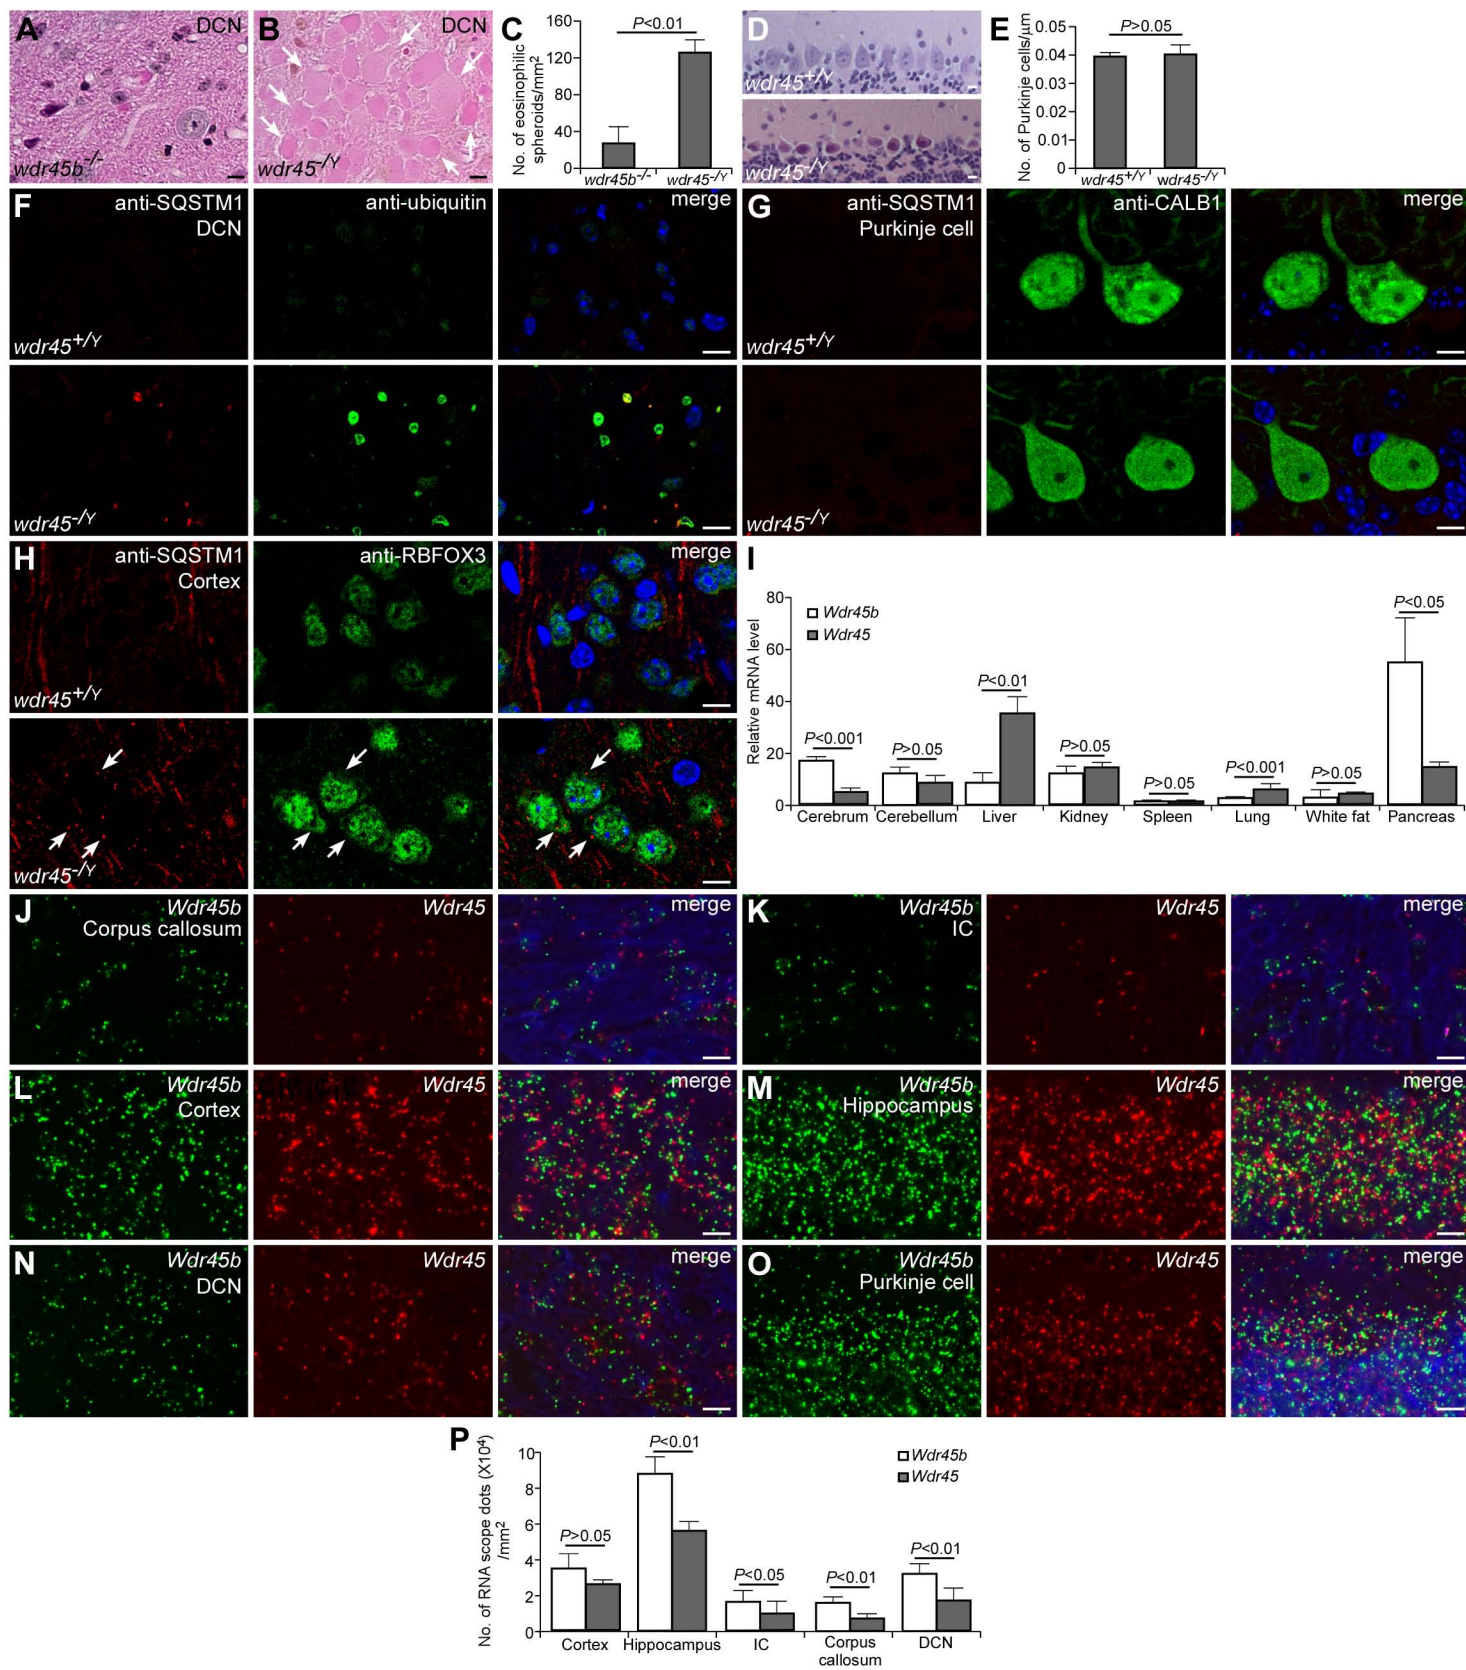 A
DCN
wdr45b-/-
B
DCN
wdr45-/Y
C
No. of eosinophilic
spheroids/mm2
160
120
80
40
0
P<0.01
wdr45b-/-
wdr45-/Y
D
wdr45+/Y
wdr45-/Y
E
No. of Purkinje cells/μm
0.05
0.04
0.03
0.02
0.01
0
P>0.05
wdr45+/Y
wdr45-/Y
F
anti-SQSTM1
DCN
anti-ubiquitin
merge
wdr45+/Y
wdr45-/Y
G
anti-SQSTM1
Purkinje cell
anti-CALB1
merge
wdr45+/Y
wdr45-/Y
H
anti-SQSTM1
Cortex
anti-RBFOX3
merge
wdr45+/Y
wdr45-/Y
I
Relative mRNA level
80
60
40
20
0
Wdr45b
Wdr45
P<0.001
P>0.05
P<0.01
P>0.05
P>0.05
P<0.001
P>0.05
P<0.05
Cerebrum
Cerebellum
Liver
Kidney
Spleen
Lung
White fat
Pancreas
J
Wdr45b
Corpus callosum
Wdr45
merge
K
Wdr45b
IC
Wdr45
merge
L
Wdr45b
Cortex
Wdr45
merge
M
Wdr45b
Hippocampus
Wdr45
merge
N
Wdr45b
DCN
Wdr45
merge
O
Wdr45b
Purkinje cell
Wdr45
merge
P
No. of RNA scope dots (X10⁴)
/mm2
10
8
6
4
2
0
P>0.05
P<0.01
P<0.05
P<0.01
P<0.01
Wdr45b
Wdr45
Cortex
Hippocampus
IC
Corpus
callosum
DCN